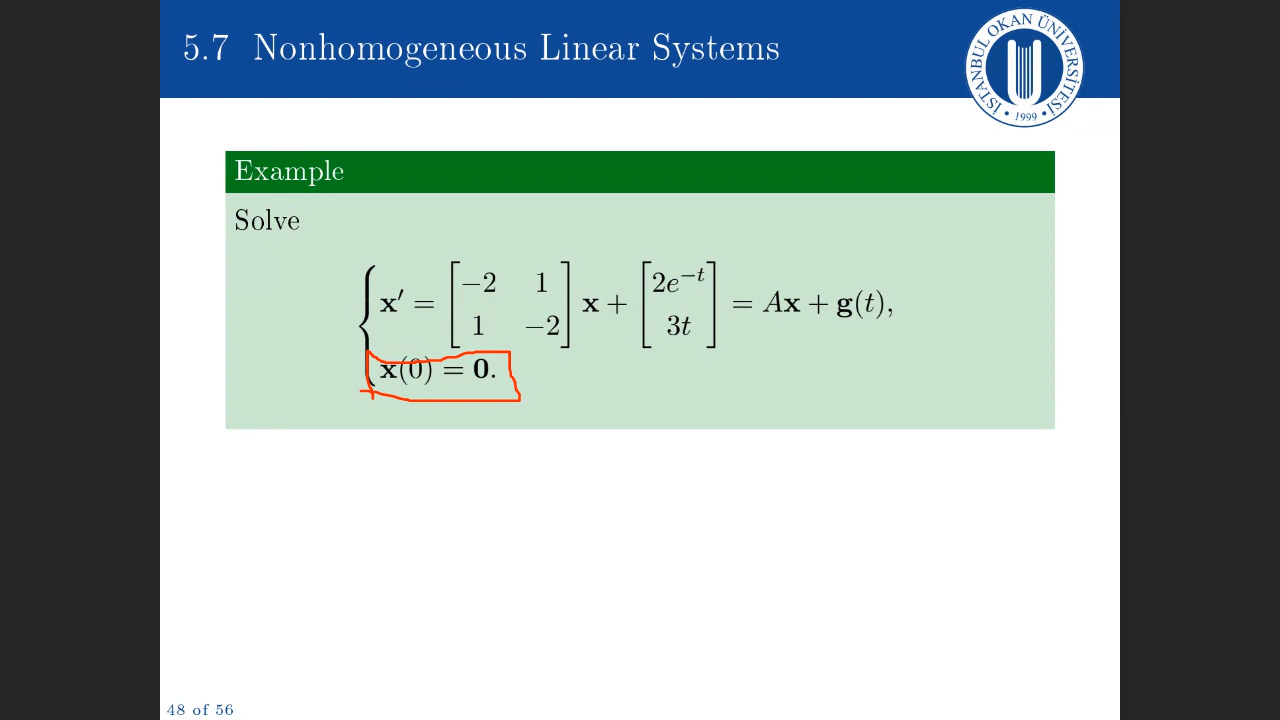 5.7 Nonhomogeneous Linear Systems
İSTANBUL OKAN ÜNİVERSİTESİ
• 1999 •
Example
Solve
x′ = [−2 1; 1 −2] x + [2e^{−t}; 3t] = Ax + g(t),
x(0) = 0.
48 of 56